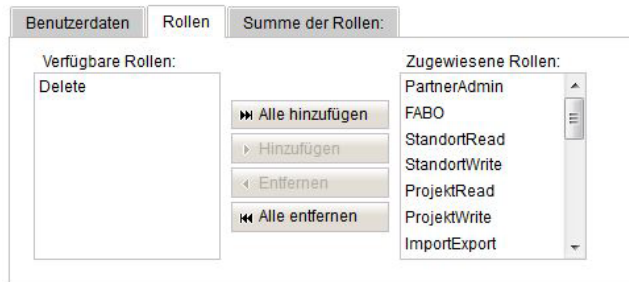 Benutzerdaten Rollen Summe der Rollen:
Verfügbare Rollen:
Delete
Alle hinzufügen
Hinzufügen
Entfernen
Alle entfernen
Zugewiesene Rollen:
PartnerAdmin
FABO
StandortRead
StandortWrite
ProjektRead
ProjektWrite
ImportExport